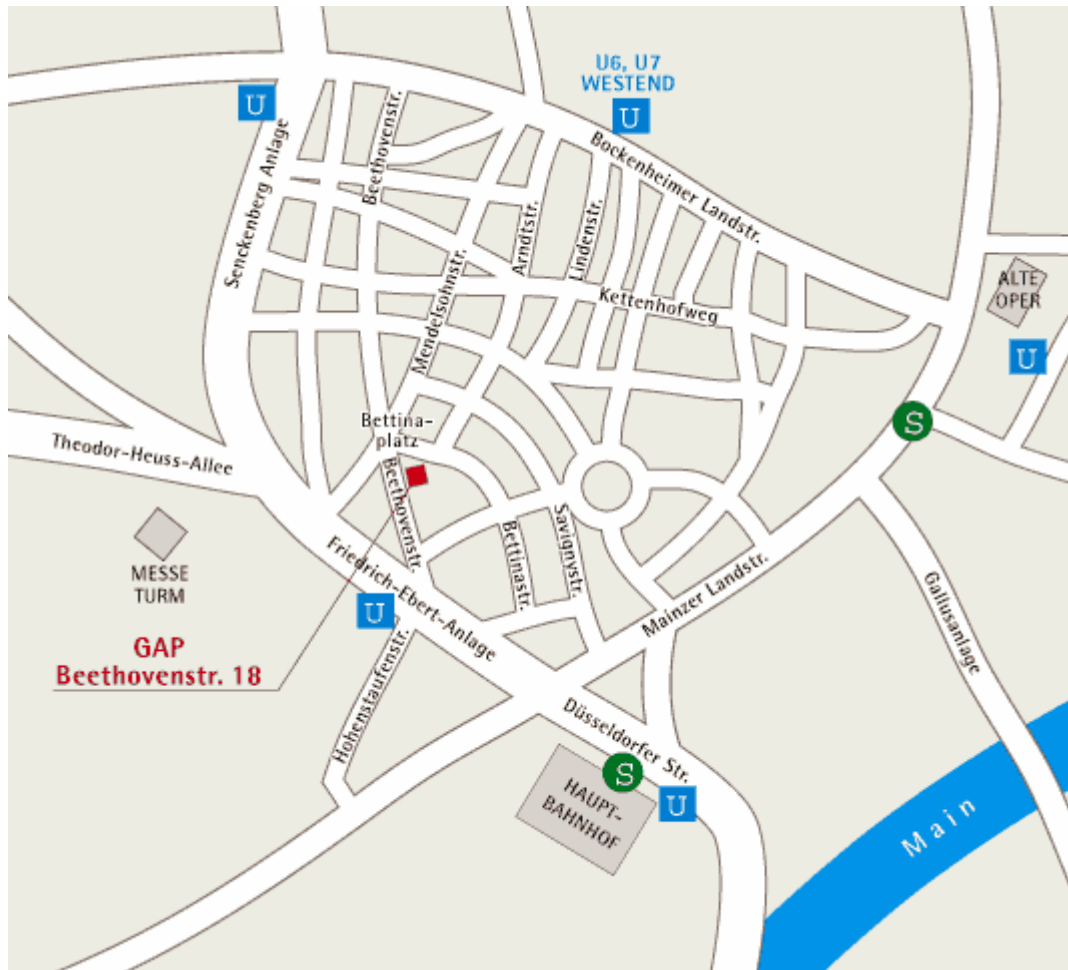 U6, U7
WESTEND
U
U
Beethovenstr.
Bockenheimer Landstr.
Senckenberg Anlage
Arndtstr.
Lindenstr.
Mendelsohnstr.
Kettenhofweg
ALTE
OPER
U
S
Bettina-
platz
Theodor-Heuss-Allee
Beethovenstr.
Savignystr.
Bettinastr.
MESSE
TURM
Friedrich-Ebert-Anlage
U
Mainzer Landstr.
Gallusanlage
GAP
Beethovenstr. 18
Hohenstaufenstr.
Düsseldorfer Str.
S
U
HAUPT-
BAHNHOF
Main